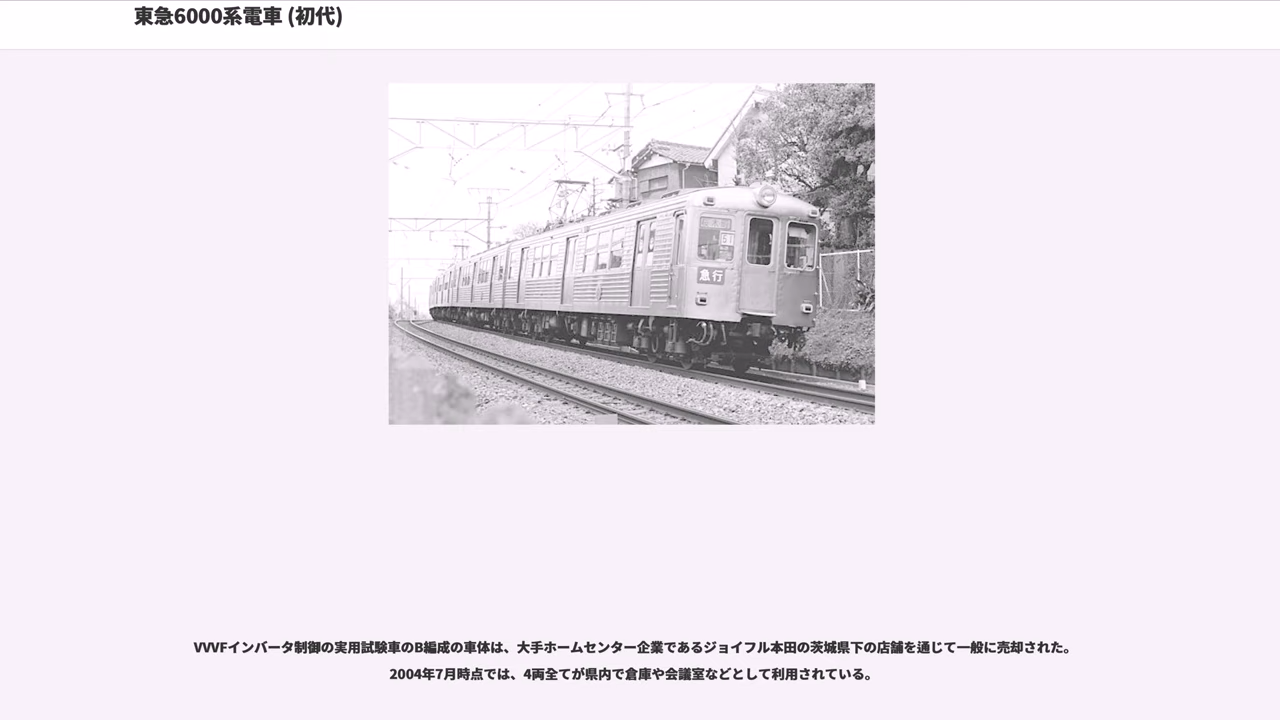 東急6000系電車 (初代)
急行
VVVFインバータ制御の実用試験車のB編成の車体は、大手ホームセンター企業であるジョイフル本田の茨城県下の店舗を通じて一般に売却された。
2004年7月時点では、4両全てが県内で倉庫や会議室などとして利用されている。